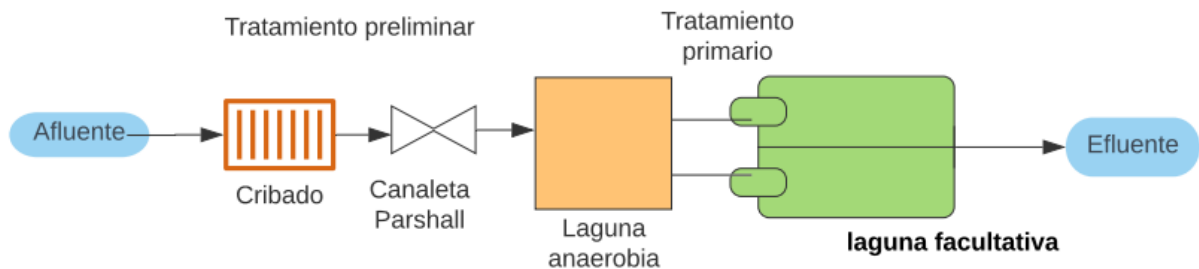 Tratamiento preliminar
Tratamiento
primario
Afluente
Cribado
Canaleta
Parshall
Laguna
anaerobia
laguna facultativa
Efluente